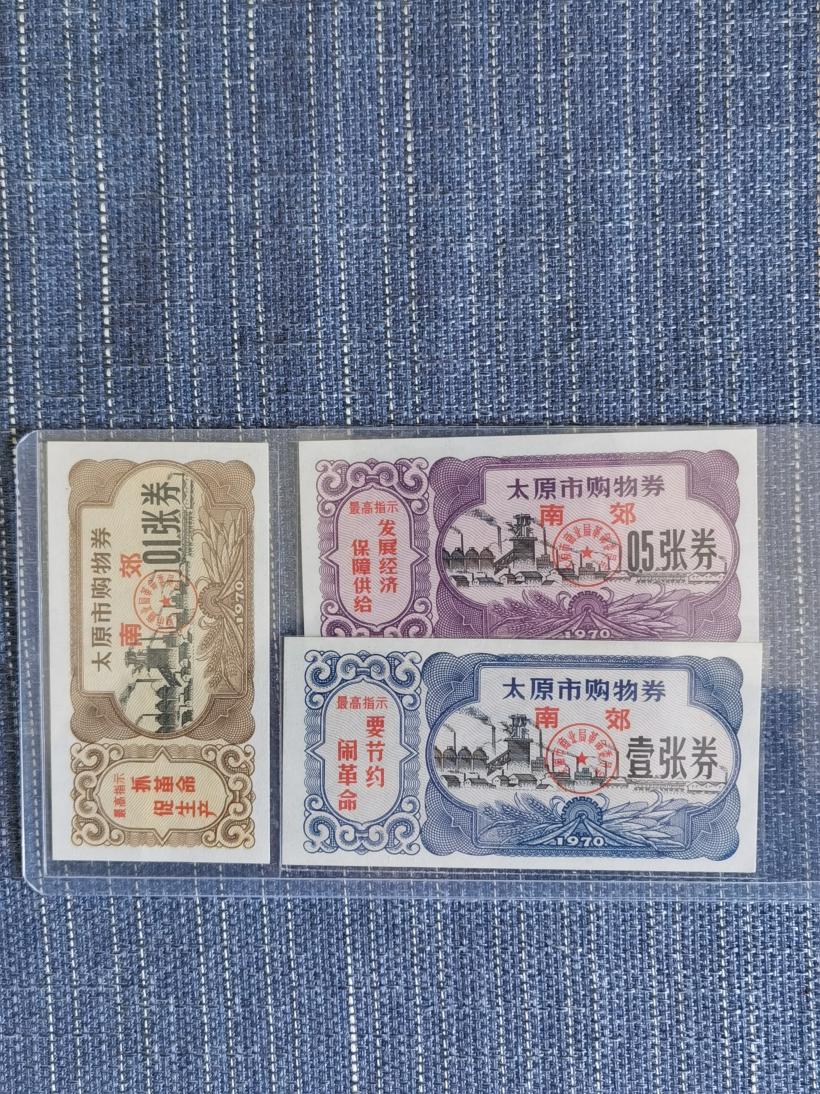 太原市购物券
南郊
0.1张券
1970
最高指示
抓革命
促生产
最高指示
发展经济
保障供给
太原市购物券
南郊
0.5张券
1970
最高指示
要节约
闹革命
太原市购物券
南郊
壹张券
1970